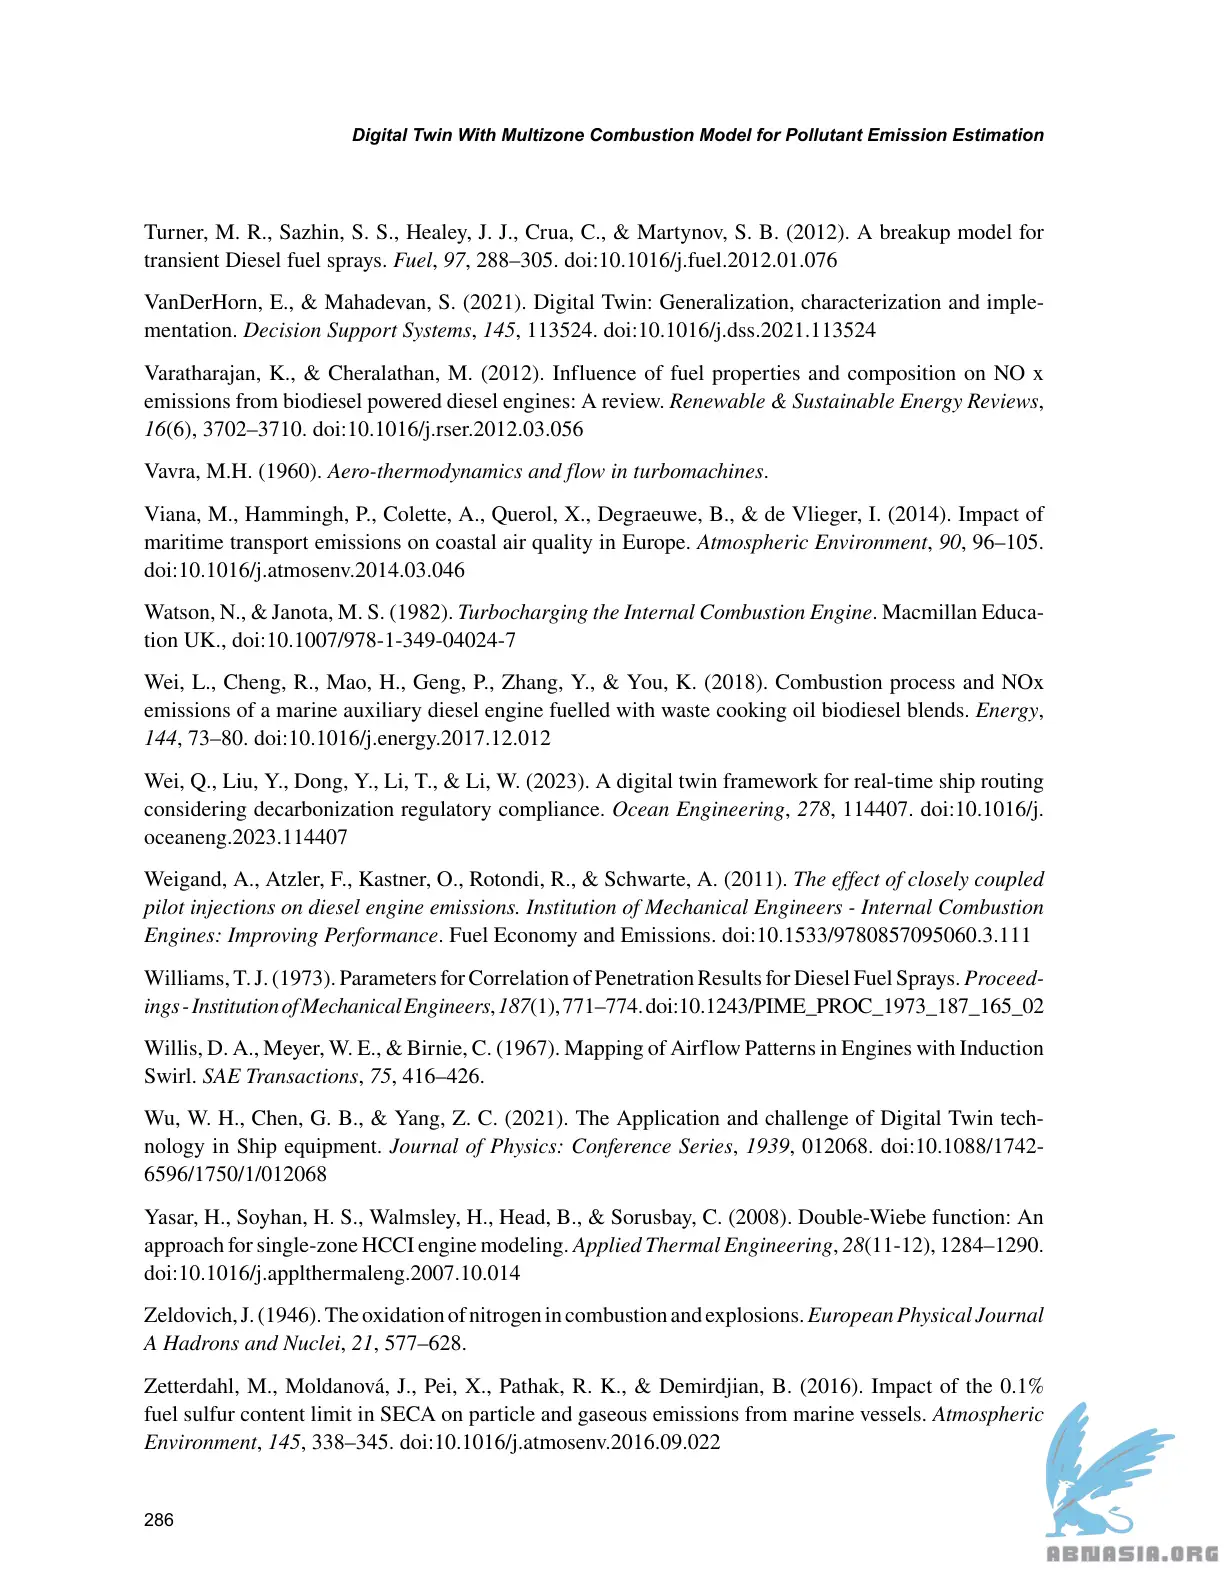 Digital Twin With Multizone Combustion Model for Pollutant Emission Estimation
Turner, M. R., Sazhin, S. S., Healey, J. J., Crua, C., & Martynov, S. B. (2012). A breakup model for
transient Diesel fuel sprays. Fuel, 97, 288–305. doi:10.1016/j.fuel.2012.01.076
VanDerHorn, E., & Mahadevan, S. (2021). Digital Twin: Generalization, characterization and imple-
mentation. Decision Support Systems, 145, 113524. doi:10.1016/j.dss.2021.113524
Varatharajan, K., & Cheralathan, M. (2012). Influence of fuel properties and composition on NO x
emissions from biodiesel powered diesel engines: A review. Renewable & Sustainable Energy Reviews,
16(6), 3702–3710. doi:10.1016/j.rser.2012.03.056
Vavra, M.H. (1960). Aero-thermodynamics and flow in turbomachines.
Viana, M., Hammingh, P., Colette, A., Querol, X., Degraeuwe, B., & de Vlieger, I. (2014). Impact of
maritime transport emissions on coastal air quality in Europe. Atmospheric Environment, 90, 96–105.
doi:10.1016/j.atmosenv.2014.03.046
Watson, N., & Janota, M. S. (1982). Turbocharging the Internal Combustion Engine. Macmillan Educa-
tion UK., doi:10.1007/978-1-349-04024-7
Wei, L., Cheng, R., Mao, H., Geng, P., Zhang, Y., & You, K. (2018). Combustion process and NOx
emissions of a marine auxiliary diesel engine fuelled with waste cooking oil biodiesel blends. Energy,
144, 73–80. doi:10.1016/j.energy.2017.12.012
Wei, Q., Liu, Y., Dong, Y., Li, T., & Li, W. (2023). A digital twin framework for real-time ship routing
considering decarbonization regulatory compliance. Ocean Engineering, 278, 114407. doi:10.1016/j.
oceaneng.2023.114407
Weigand, A., Atzler, F., Kastner, O., Rotondi, R., & Schwarte, A. (2011). The effect of closely coupled
pilot injections on diesel engine emissions. Institution of Mechanical Engineers - Internal Combustion
Engines: Improving Performance. Fuel Economy and Emissions. doi:10.1533/9780857095060.3.111
Williams, T. J. (1973). Parameters for Correlation of Penetration Results for Diesel Fuel Sprays. Proceed-
ings - Institution of Mechanical Engineers, 187(1), 771–774. doi:10.1243/PIME_PROC_1973_187_165_02
Willis, D. A., Meyer, W. E., & Birnie, C. (1967). Mapping of Airflow Patterns in Engines with Induction
Swirl. SAE Transactions, 75, 416–426.
Wu, W. H., Chen, G. B., & Yang, Z. C. (2021). The Application and challenge of Digital Twin tech-
nology in Ship equipment. Journal of Physics: Conference Series, 1939, 012068. doi:10.1088/1742-
6596/1750/1/012068
Yasar, H., Soyhan, H. S., Walmsley, H., Head, B., & Sorusbay, C. (2008). Double-Wiebe function: An
approach for single-zone HCCI engine modeling. Applied Thermal Engineering, 28(11-12), 1284–1290.
doi:10.1016/j.applthermaleng.2007.10.014
Zeldovich, J. (1946). The oxidation of nitrogen in combustion and explosions. European Physical Journal
A Hadrons and Nuclei, 21, 577–628.
Zetterdahl, M., Moldanová, J., Pei, X., Pathak, R. K., & Demirdjian, B. (2016). Impact of the 0.1%
fuel sulfur content limit in SECA on particle and gaseous emissions from marine vessels. Atmospheric
Environment, 145, 338–345. doi:10.1016/j.atmosenv.2016.09.022
286
ABNASIA.ORG